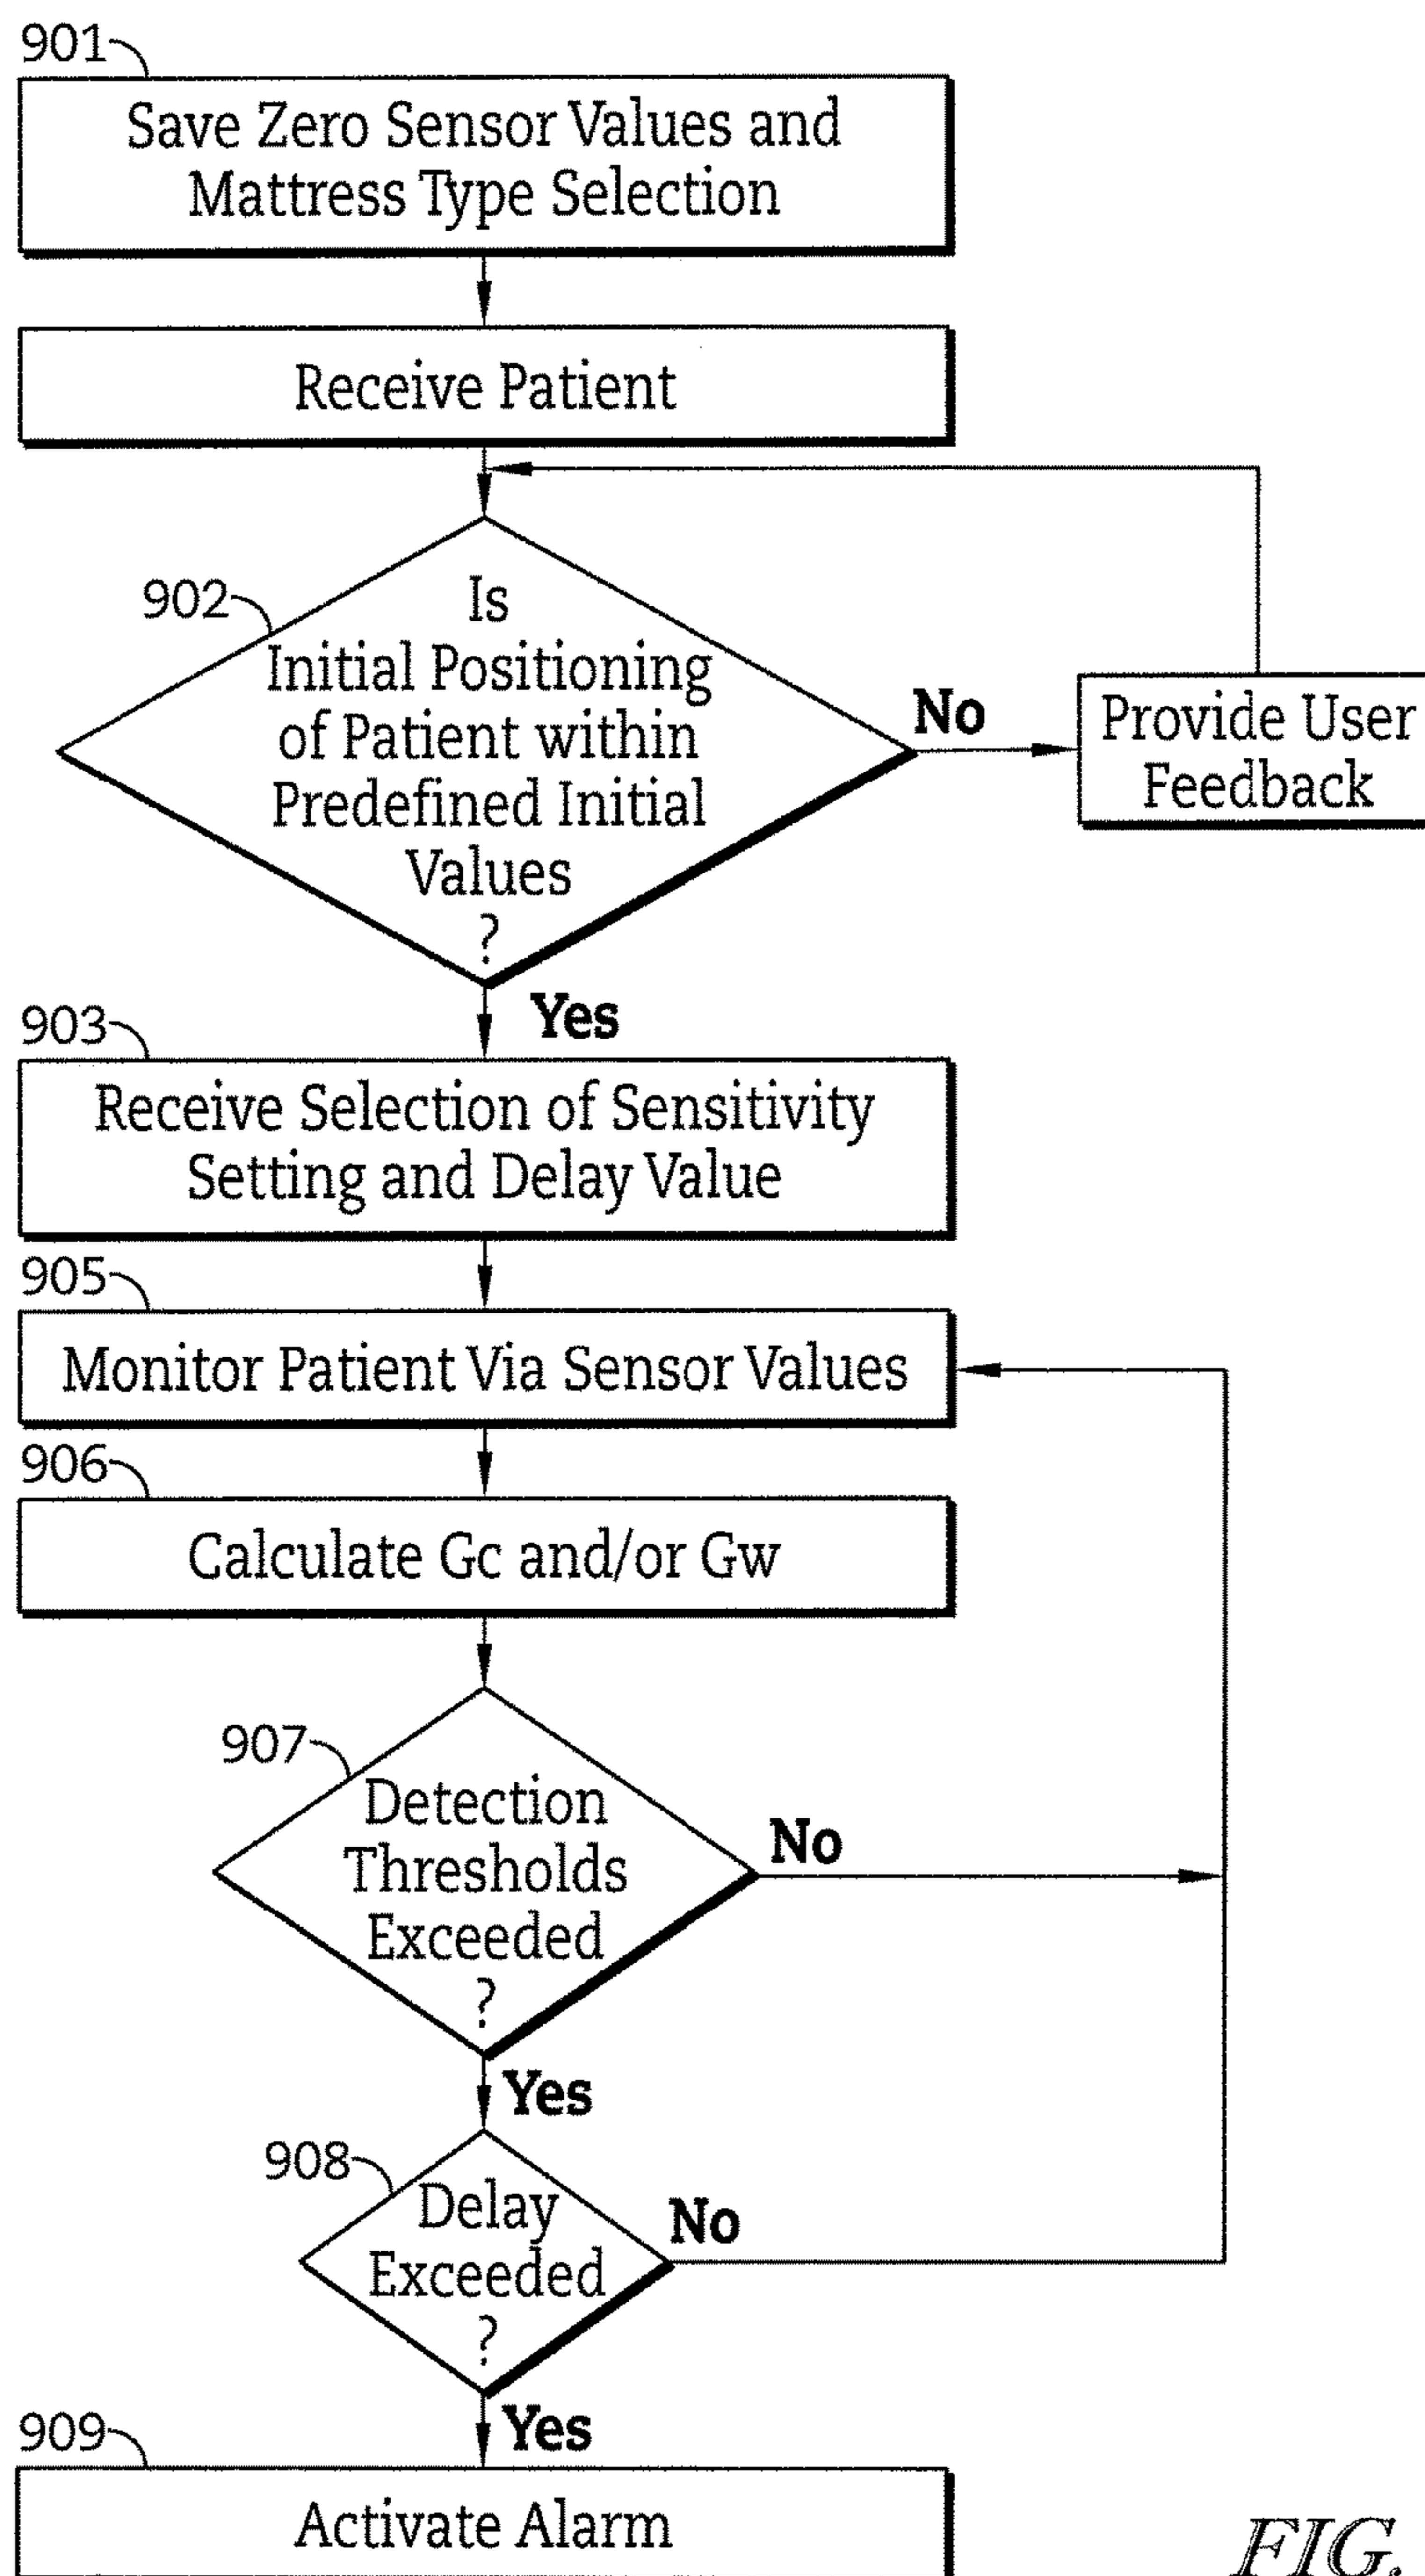 901
Save Zero Sensor Values and
Mattress Type Selection
Receive Patient
902
Is
Initial Positioning
of Patient within
Predefined Initial
Values
?
No
Provide User
Feedback
Yes
903
Receive Selection of Sensitivity
Setting and Delay Value
905
Monitor Patient Via Sensor Values
906
Calculate Gc and/or Gw
907
Detection
Thresholds
Exceeded
?
No
Yes
908
Delay
Exceeded
?
No
Yes
909
Activate Alarm
FIG.